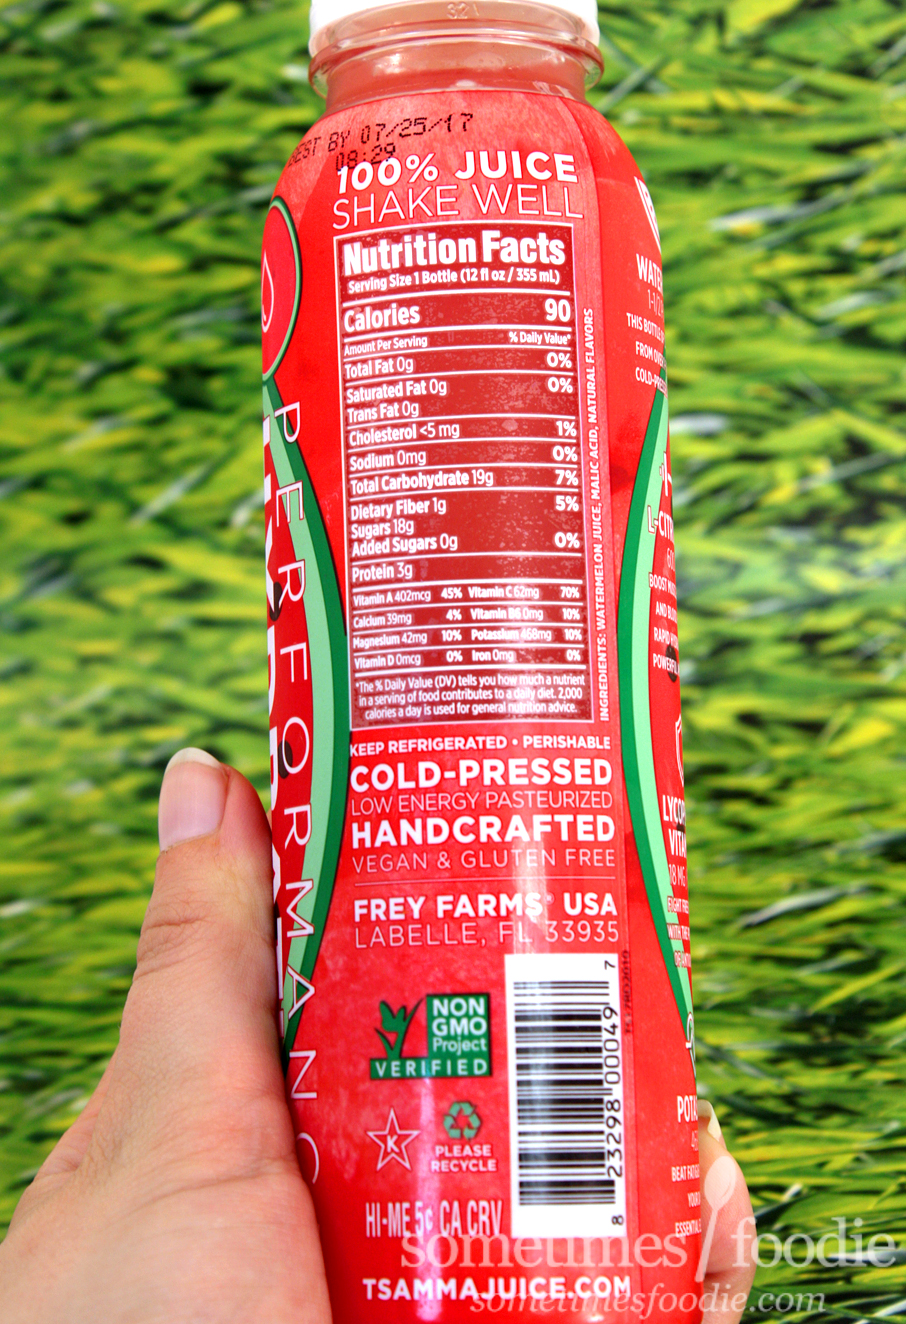 BEST BY 07/25/17
08:29
100% JUICE
SHAKE WELL
Nutrition Facts
Serving Size 1 Bottle (12 fl oz / 355 mL)
Calories 90
Amount Per Serving % Daily Value*
Total Fat 0g 0%
Saturated Fat 0g 0%
Trans Fat 0g
Cholesterol <5 mg 1%
Sodium 0mg 0%
Total Carbohydrate 19g 7%
Dietary Fiber 1g 5%
Sugars 18g
Added Sugars 0g 0%
Protein 3g
Vitamin A 402mcg 45% Vitamin C 62mg 70%
Calcium 39mg 4% Vitamin B6 0mg 10%
Magnesium 42mg 10% Potassium 468mg 10%
Vitamin D 0mcg 0% Iron 0mg 0%
*The % Daily Value (DV) tells you how much a nutrient
in a serving of food contributes to a daily diet. 2,000
calories a day is used for general nutrition advice.
INGREDIENTS: WATERMELON JUICE, MALIC ACID, NATURAL FLAVORS
KEEP REFRIGERATED • PERISHABLE
COLD-PRESSED
LOW ENERGY PASTEURIZED
HANDCRAFTED
VEGAN & GLUTEN FREE
FREY FARMS® USA
LABELLE, FL 33935
NON
GMO
Project
VERIFIED
K
PLEASE
RECYCLE
8 23298 00049 7
HI-ME 5¢ CA CRV
TSAMMAJUICE.COM
PERFORMANC
THIS BOTTLE
FROM
BOOST
AND
RAPID
WITH
BEAT
sometimes foodie
sometimesfoodie.com